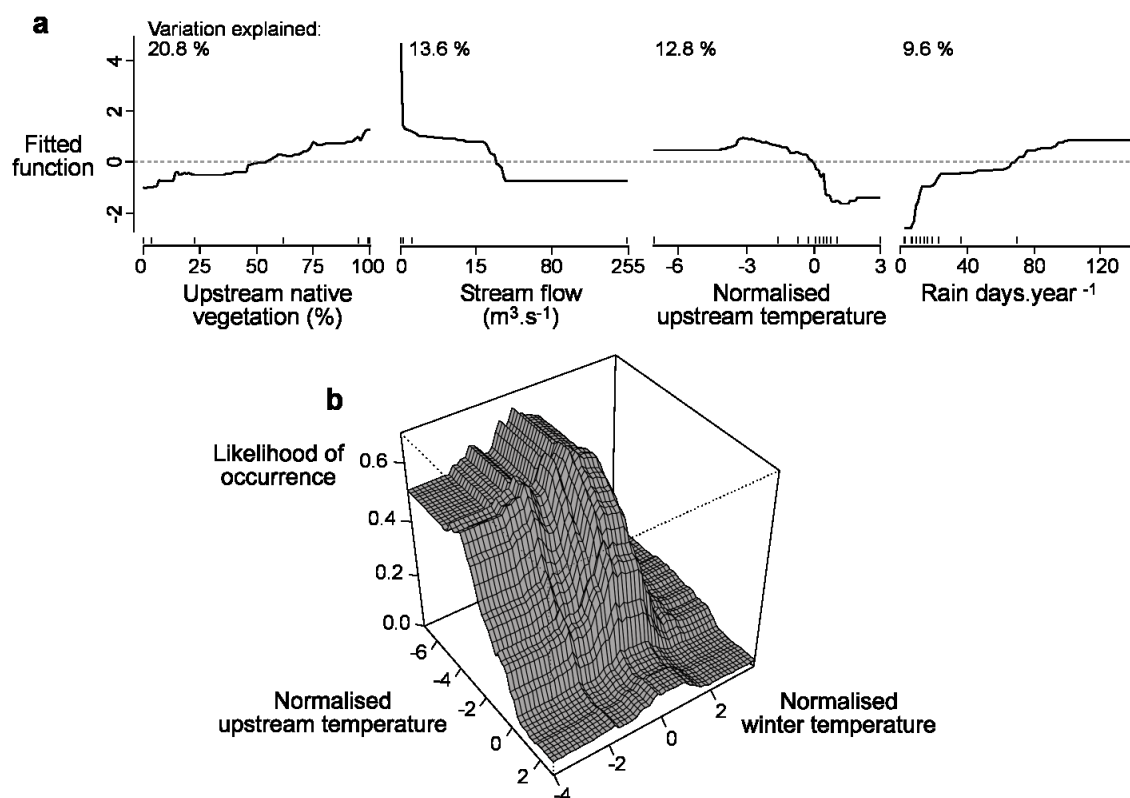 a
Variation explained:
20.8 %
13.6 %
12.8 %
9.6 %
Fitted
function
4
2
0
-2
0 25 50 75 100
0 15 80 255
-6 -3 0 3
0 40 80 120
Upstream native
vegetation (%)
Stream flow
(m³.s⁻¹)
Normalised
upstream temperature
Rain days.year ⁻¹
b
Likelihood of
occurrence
0.6
0.4
0.2
0.0
-6
-4
-2
0
2
Normalised
upstream temperature
-4
-2
0
2
Normalised
winter temperature